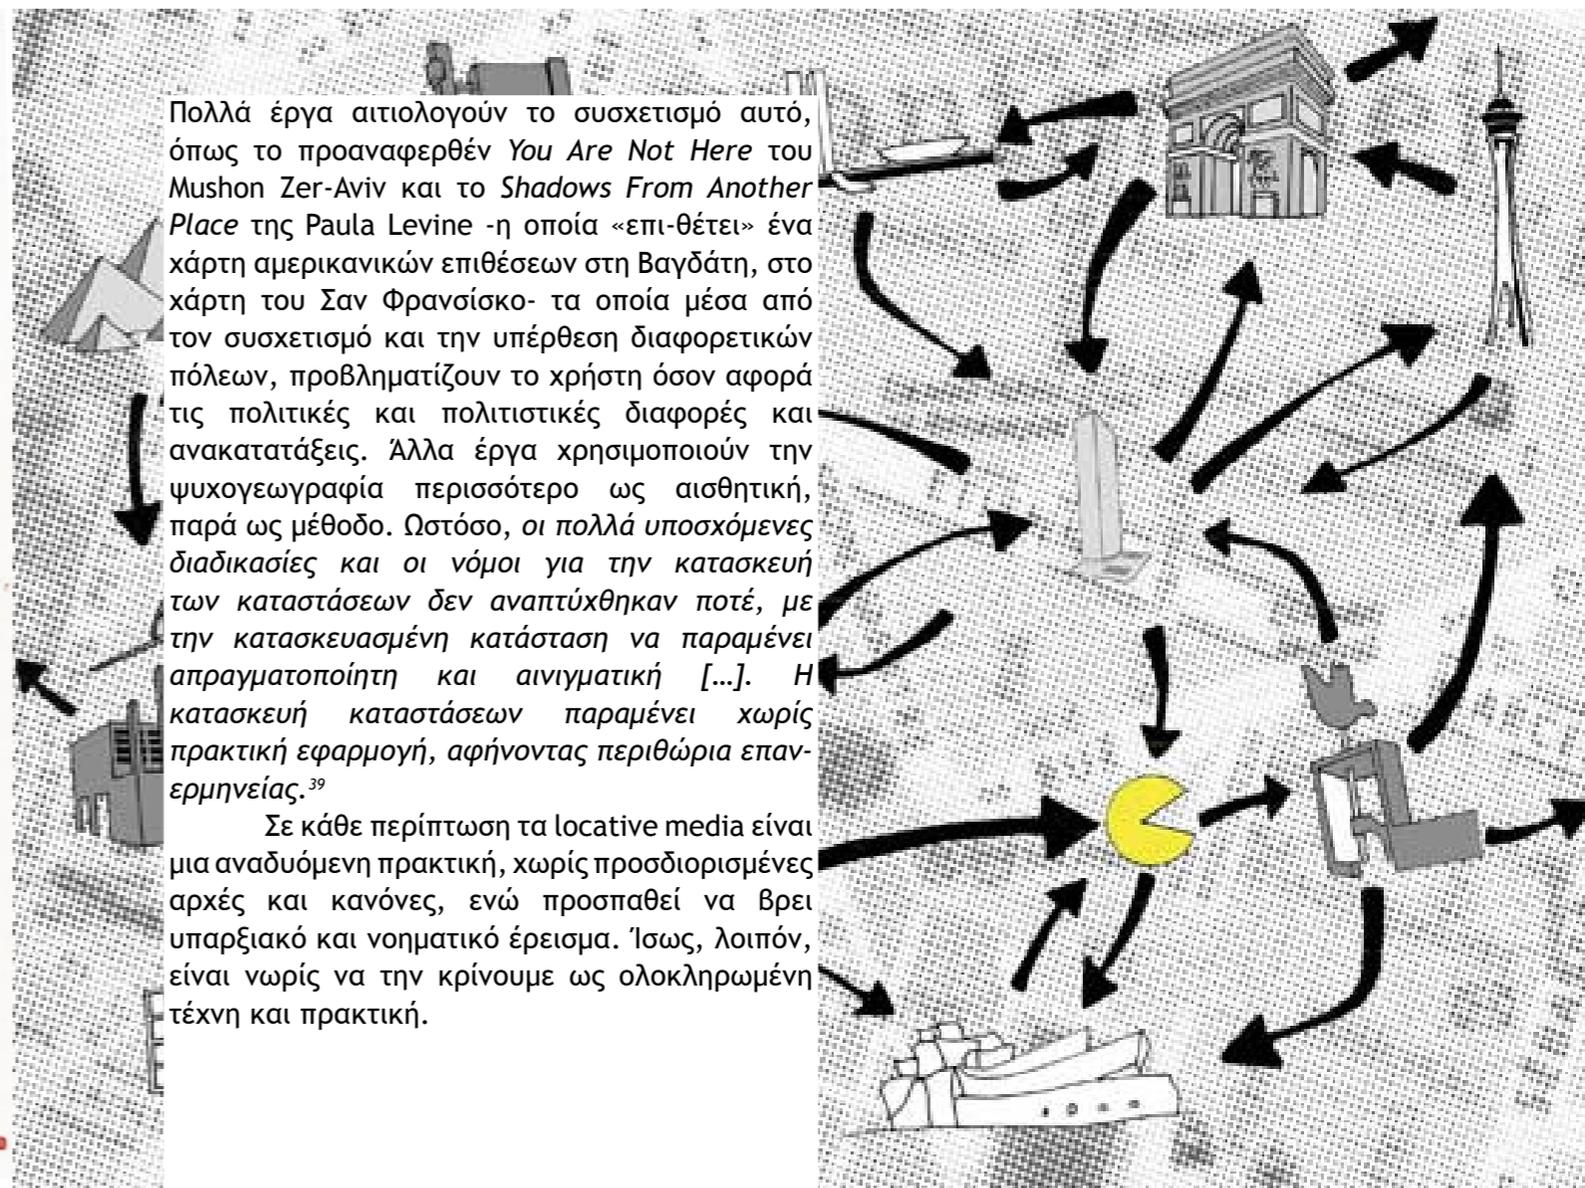 Πολλά έργα αιτιολογούν το συσχετισμό αυτό,
όπως το προαναφερθέν You Are Not Here του
Mushon Zer-Aviv και το Shadows From Another
Place της Paula Levine -η οποία «επι-θέτει» ένα
χάρτη αμερικανικών επιθέσεων στη Βαγδάτη, στο
χάρτη του Σαν Φρανσίσκο- τα οποία μέσα από
τον συσχετισμό και την υπέρθεση διαφορετικών
πόλεων, προβληματίζουν το χρήστη όσον αφορά
τις πολιτικές και πολιτιστικές διαφορές και
ανακατατάξεις. Άλλα έργα χρησιμοποιούν την
ψυχογεωγραφία περισσότερο ως αισθητική,
παρά ως μέθοδο. Ωστόσο, οι πολλά υποσχόμενες
διαδικασίες και οι νόμοι για την κατασκευή
των καταστάσεων δεν αναπτύχθηκαν ποτέ, με
την κατασκευασμένη κατάσταση να παραμένει
απραγματοποίητη και αινιγματική […]. Η
κατασκευή καταστάσεων παραμένει χωρίς
πρακτική εφαρμογή, αφήνοντας περιθώρια επαν-
ερμηνείας.³⁹
Σε κάθε περίπτωση τα locative media είναι
μια αναδυόμενη πρακτική, χωρίς προσδιορισμένες
αρχές και κανόνες, ενώ προσπαθεί να βρει
υπαρξιακό και νοηματικό έρεισμα. Ίσως, λοιπόν,
είναι νωρίς να την κρίνουμε ως ολοκληρωμένη
τέχνη και πρακτική.